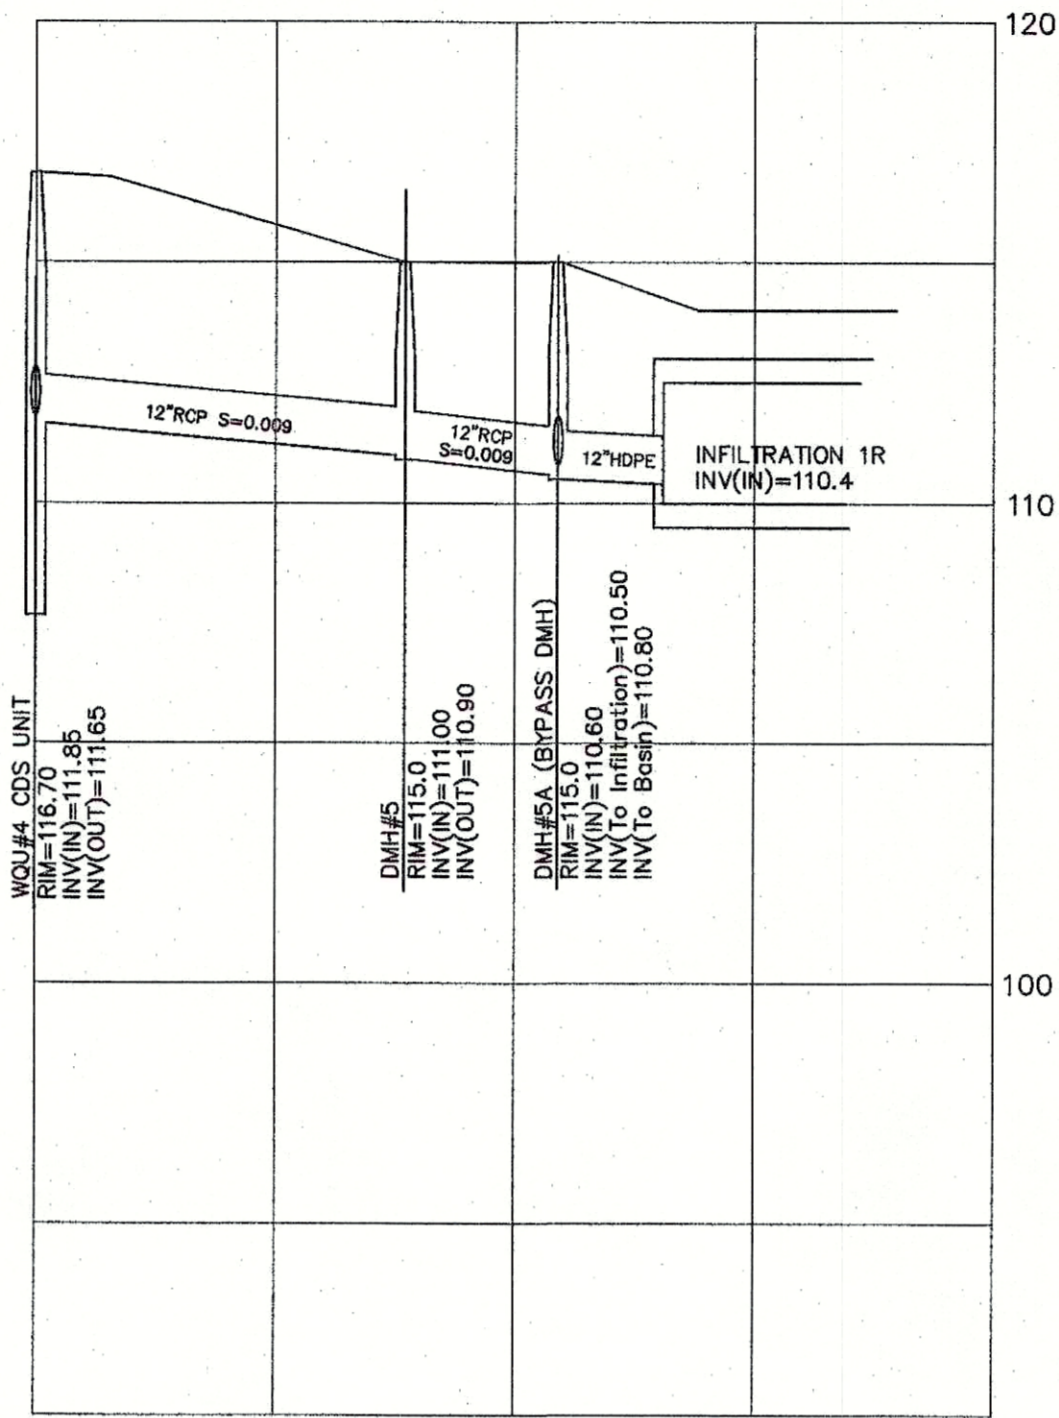 120
12"RCP S=0.009
12"RCP
S=0.009
12"HDPE
INFILTRATION 1R
INV(IN)=110.4
110
WQU#4 CDS UNIT
RIM=116.70
INV(IN)=111.85
INV(OUT)=111.65
DMH#5
RIM=115.0
INV(IN)=111.00
INV(OUT)=110.90
DMH#5A (BYPASS DMH)
RIM=115.0
INV(IN)=110.60
INV(To Infiltration)=110.50
INV(To Basin)=110.80
100